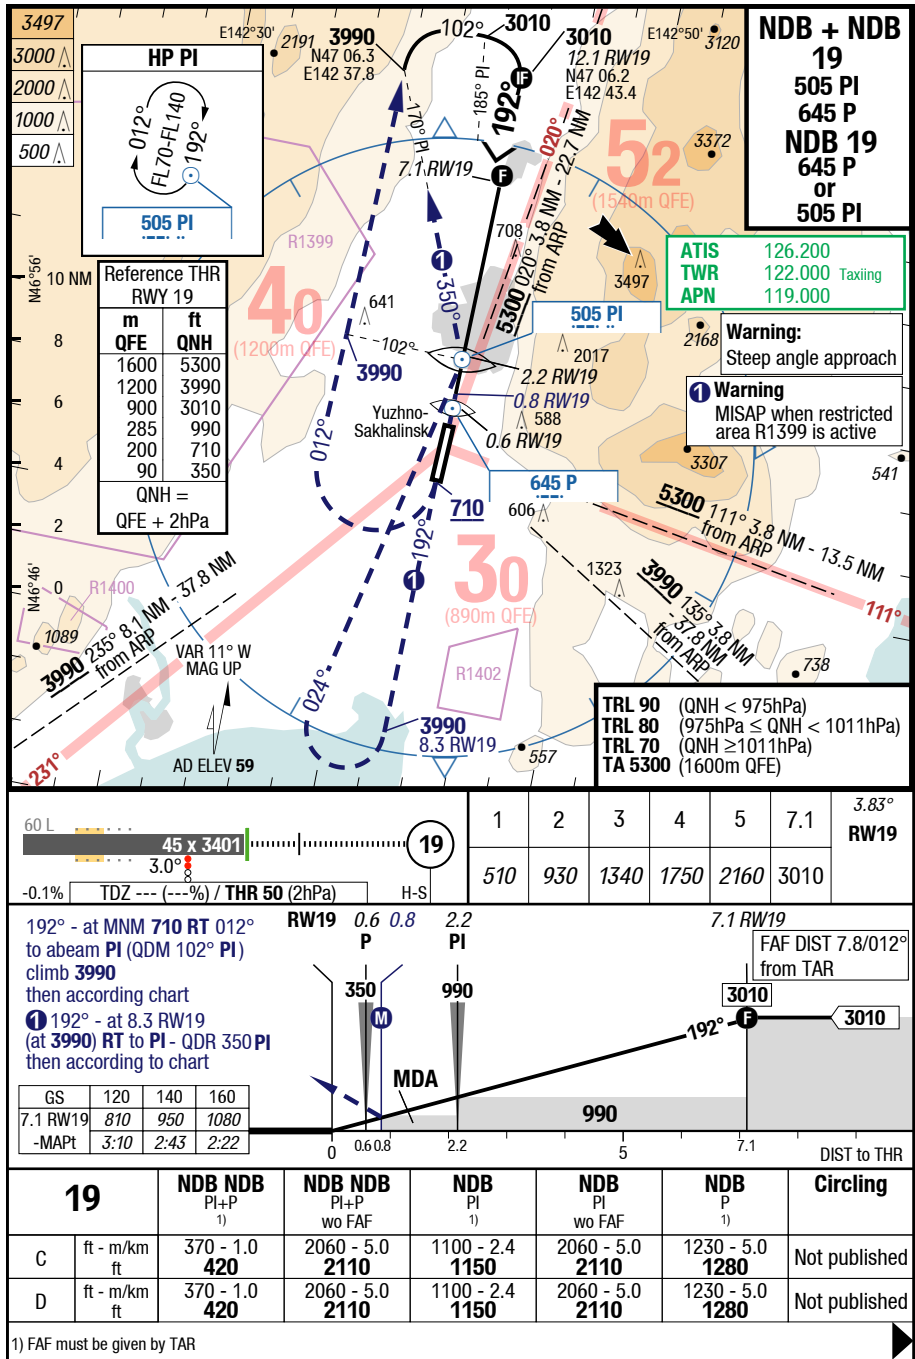 3497
3000
2000
1000
500
HP PI
012°
FL70-FL140
192°
505 PI
E142°30'
2191
3990
N47 06.3
E142 37.8
102°
3010
3010
12.1 RW19
N47 06.2
E142 43.4
E142°50'
3120
IF
170° PI
185° PI
192°
7.1 RW19
F
020°
52
(1540m QFE)
3372
NDB + NDB
19
505 PI
645 P
NDB 19
645 P
or
505 PI
ATIS 126.200
TWR 122.000 Taxiing
APN 119.000
R1399
N46°56'
10 NM
8
6
4
2
0
N46°46'
Reference THR
RWY 19
m ft
QFE QNH
1600 5300
1200 3990
900 3010
285 990
200 710
90 350
QNH =
QFE + 2hPa
40
(1200m QFE)
641
1
350°
708
5300 020° 3.8 NM - 22.7 NM
from ARP
3497
505 PI
2168
Warning:
Steep angle approach
1 Warning
MISAP when restricted
area R1399 is active
102°
3990
2017
2.2 RW19
0.8 RW19
588
0.6 RW19
Yuzhno-
Sakhalinsk
012°
3307
541
645 P
710
606
192°
1
30
(890m QFE)
5300 111° 3.8 NM - 13.5 NM
from ARP
111°
1323
3990 135° 3.8 NM
- 37.8 NM
from ARP
738
R1400
1089
3990 235° 8.1 NM - 37.8 NM
from ARP
VAR 11° W
MAG UP
R1402
024°
3990
8.3 RW19
557
231°
AD ELEV 59
TRL 90 (QNH < 975hPa)
TRL 80 (975hPa ≤ QNH < 1011hPa)
TRL 70 (QNH ≥1011hPa)
TA 5300 (1600m QFE)
60 L
45 x 3401
19
3.0°
-0.1%
TDZ --- (---%) / THR 50 (2hPa)
H-S
1 2 3 4 5 7.1 3.83°
RW19
510 930 1340 1750 2160 3010
192° - at MNM 710 RT 012°
to abeam PI (QDM 102° PI)
climb 3990
then according chart
1 192° - at 8.3 RW19
(at 3990) RT to PI - QDR 350 PI
then according to chart
RW19 0.6 0.8 2.2 7.1 RW19
P PI
FAF DIST 7.8/012°
from TAR
350
990
3010
M
F
3010
192°
MDA
990
GS 120 140 160
7.1 RW19 810 950 1080
-MAPt 3:10 2:43 2:22
0 0.6 0.8 2.2 5 7.1 DIST to THR
19 NDB NDB NDB NDB NDB NDB NDB Circling
PI+P PI+P PI PI P
1) wo FAF 1) wo FAF 1)
C ft - m/km 370 - 1.0 2060 - 5.0 1100 - 2.4 2060 - 5.0 1230 - 5.0 Not published
ft 420 2110 1150 2110 1280
D ft - m/km 370 - 1.0 2060 - 5.0 1100 - 2.4 2060 - 5.0 1230 - 5.0 Not published
ft 420 2110 1150 2110 1280
1) FAF must be given by TAR